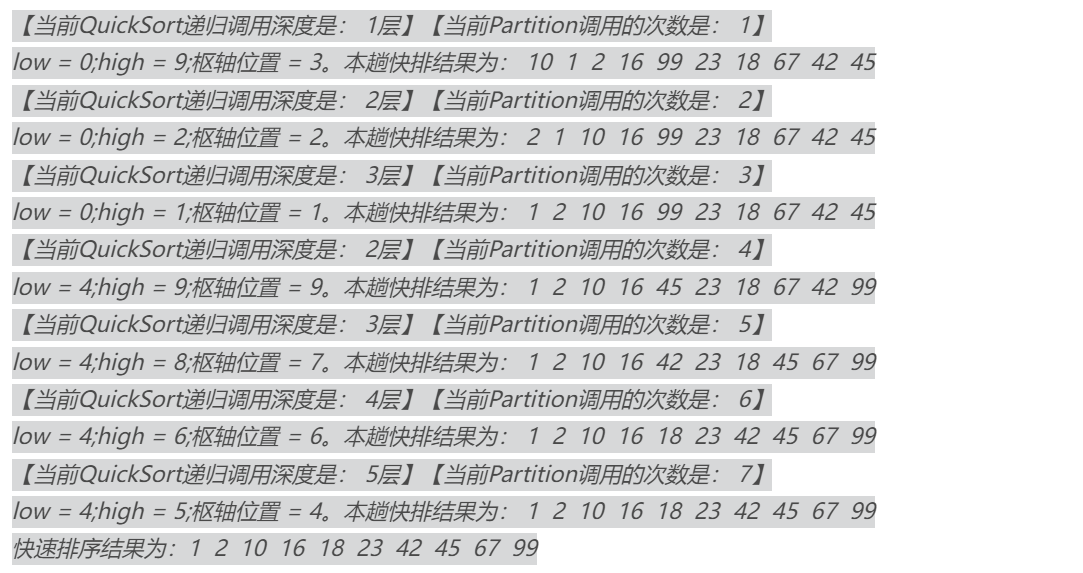 【当前QuickSort递归调用深度是： 1层】【当前Partition调用的次数是： 1】
low = 0;high = 9;枢轴位置 = 3。本趟快排结果为： 10 1 2 16 99 23 18 67 42 45
【当前QuickSort递归调用深度是： 2层】【当前Partition调用的次数是： 2】
low = 0;high = 2;枢轴位置 = 2。本趟快排结果为： 2 1 10 16 99 23 18 67 42 45
【当前QuickSort递归调用深度是： 3层】【当前Partition调用的次数是： 3】
low = 0;high = 1;枢轴位置 = 1。本趟快排结果为： 1 2 10 16 99 23 18 67 42 45
【当前QuickSort递归调用深度是： 2层】【当前Partition调用的次数是： 4】
low = 4;high = 9;枢轴位置 = 9。本趟快排结果为： 1 2 10 16 45 23 18 67 42 99
【当前QuickSort递归调用深度是： 3层】【当前Partition调用的次数是： 5】
low = 4;high = 8;枢轴位置 = 7。本趟快排结果为： 1 2 10 16 42 23 18 45 67 99
【当前QuickSort递归调用深度是： 4层】【当前Partition调用的次数是： 6】
low = 4;high = 6;枢轴位置 = 6。本趟快排结果为： 1 2 10 16 18 23 42 45 67 99
【当前QuickSort递归调用深度是： 5层】【当前Partition调用的次数是： 7】
low = 4;high = 5;枢轴位置 = 4。本趟快排结果为： 1 2 10 16 18 23 42 45 67 99
快速排序结果为：1 2 10 16 18 23 42 45 67 99